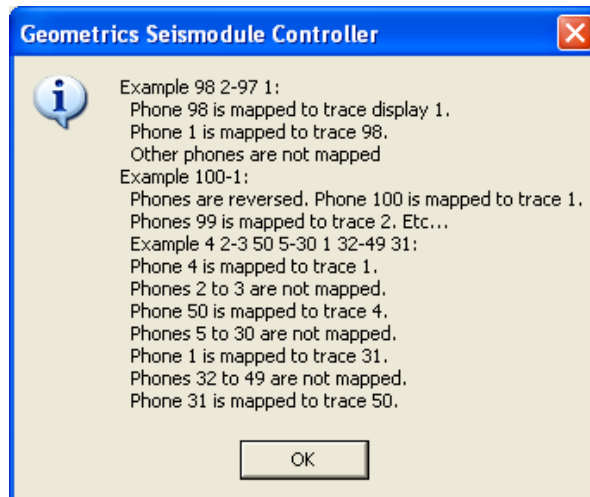 Geometrics Seismodule Controller
Example 98 2-97 1:
Phone 98 is mapped to trace display 1.
Phone 1 is mapped to trace 98.
Other phones are not mapped
Example 100-1:
Phones are reversed. Phone 100 is mapped to trace 1.
Phones 99 is mapped to trace 2. Etc...
Example 4 2-3 50 5-30 1 32-49 31:
Phone 4 is mapped to trace 1.
Phones 2 to 3 are not mapped.
Phone 50 is mapped to trace 4.
Phones 5 to 30 are not mapped.
Phone 1 is mapped to trace 31.
Phones 32 to 49 are not mapped.
Phone 31 is mapped to trace 50.
OK